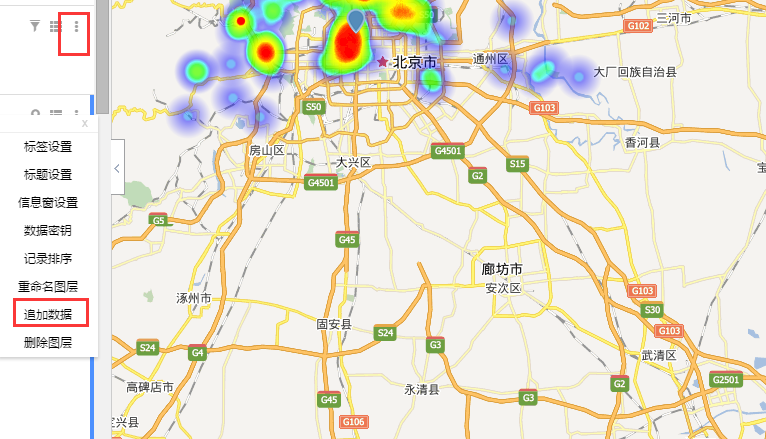 三河市
G102
北京市
通州区
大厂回族自治县
S50
G103
x
标签设置
房山区
大兴区
G4501
S15
香河县
标题设置
G4501
G2
信息窗设置
G5
数据密钥
G45
记录排序
廊坊市
重命名图层
安次区
G103
涿州市
追加数据
固安县
S24
S30
G103
删除图层
S24
G4
G3
武清区
高碑店市
永清县
G2
G2501
G45
G3
G106
兴县